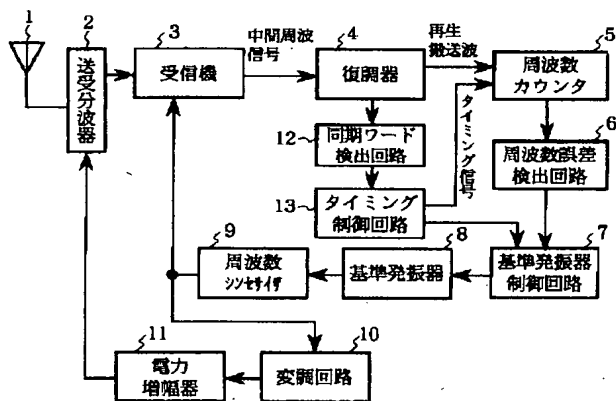 1
2
送受分波器
3
受信機
中間周波
信号
4
復調器
再生
搬送波
5
周波数
カウンタ
タイミング信号
12
同期ワード
検出回路
6
周波数誤差
検出回路
13
タイミング
制御回路
9
周波数
シンセサイザ
8
基準発振器
7
基準発振器
制御回路
11
電力
増幅器
10
変調回路